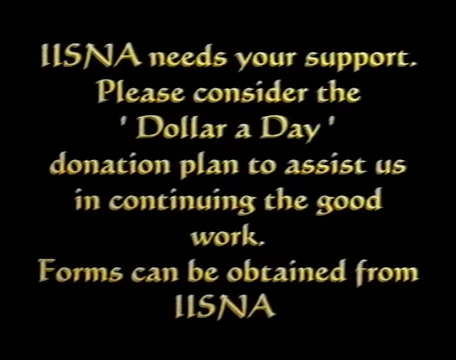 IISNA needs your support.
Please consider the
' Dollar a Day '
donation plan to assist us
in continuing the good
work.
Forms can be obtained from
IISNA